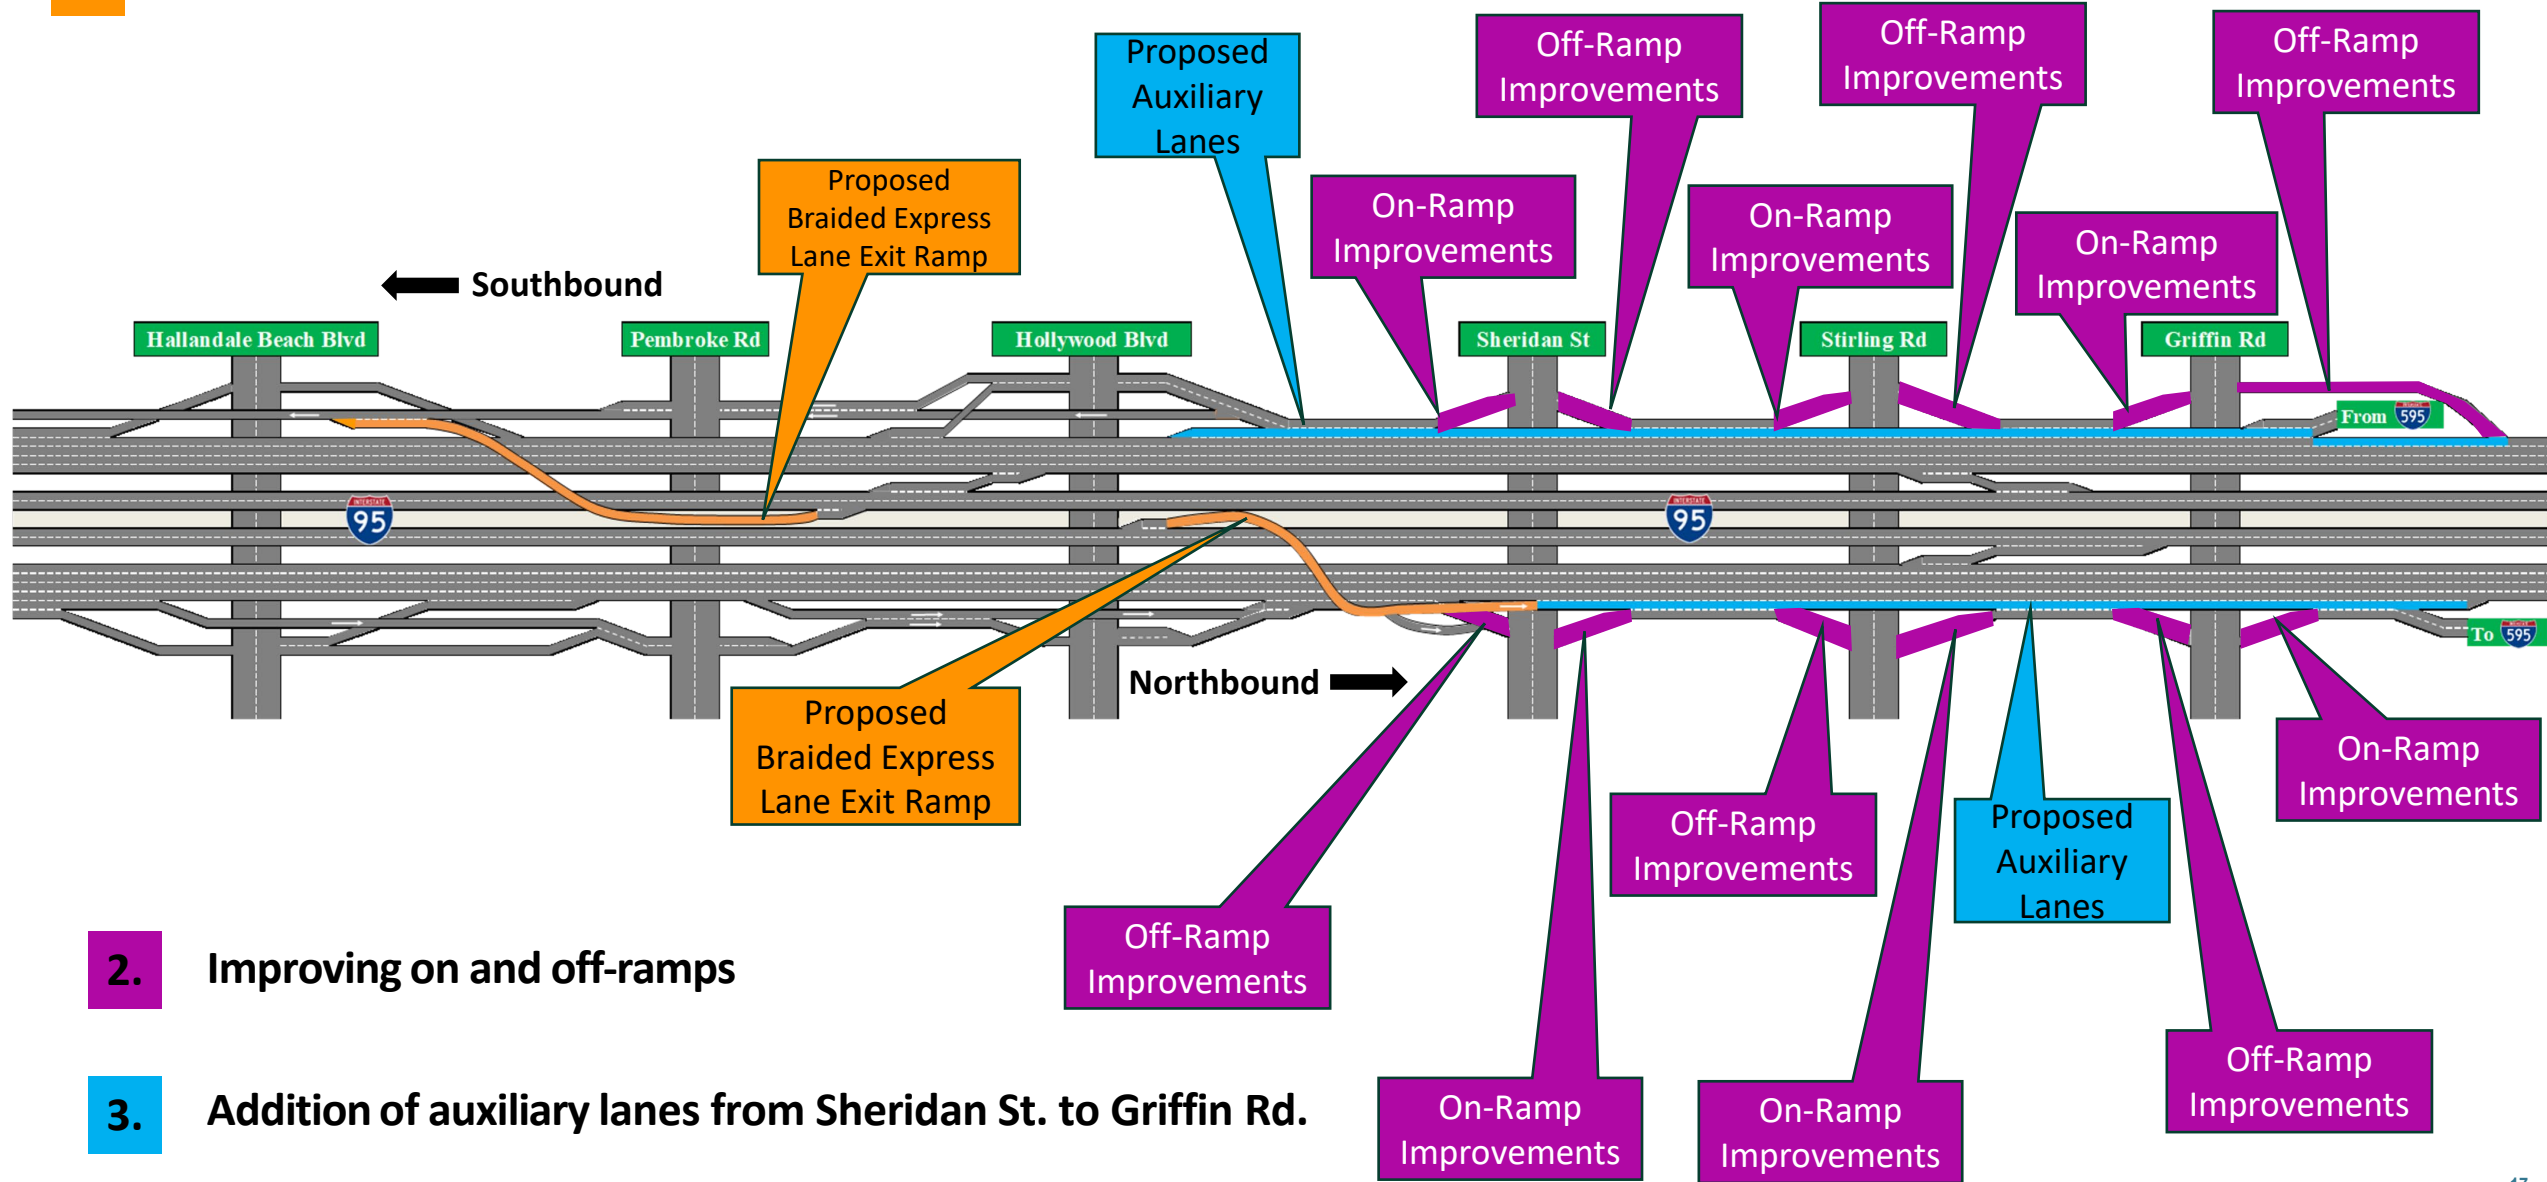 Off-Ramp
Improvements
Off-Ramp
Improvements
Off-Ramp
Improvements
Proposed
Auxiliary
Lanes
Proposed
Braided Express
Lane Exit Ramp
On-Ramp
Improvements
On-Ramp
Improvements
On-Ramp
Improvements
Southbound
Hallandale Beach Blvd
Pembroke Rd
Hollywood Blvd
Sheridan St
Stirling Rd
Griffin Rd
From 595
INTERSTATE
95
INTERSTATE
95
To 595
Northbound
Proposed
Braided Express
Lane Exit Ramp
Off-Ramp
Improvements
On-Ramp
Improvements
Off-Ramp
Improvements
On-Ramp
Improvements
Proposed
Auxiliary
Lanes
Off-Ramp
Improvements
On-Ramp
Improvements
2. Improving on and off-ramps
3. Addition of auxiliary lanes from Sheridan St. to Griffin Rd.